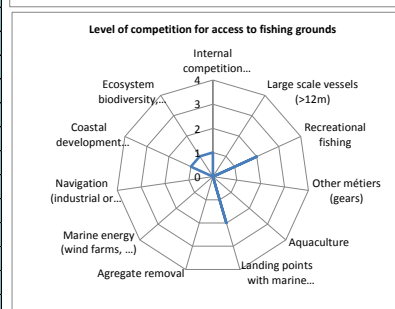 Level of competition for access to fishing grounds
Internal
competition...
Large scale vessels
(>12m)
Recreational
fishing
Other métiers
(gears)
Aquaculture
Landing points
with marine...
Agregate removal
Marine energy
(wind farms, ...)
Navigation
(industrial or...
Coastal
development...
Ecosystem
biodiversity,...
4
3
2
1
0